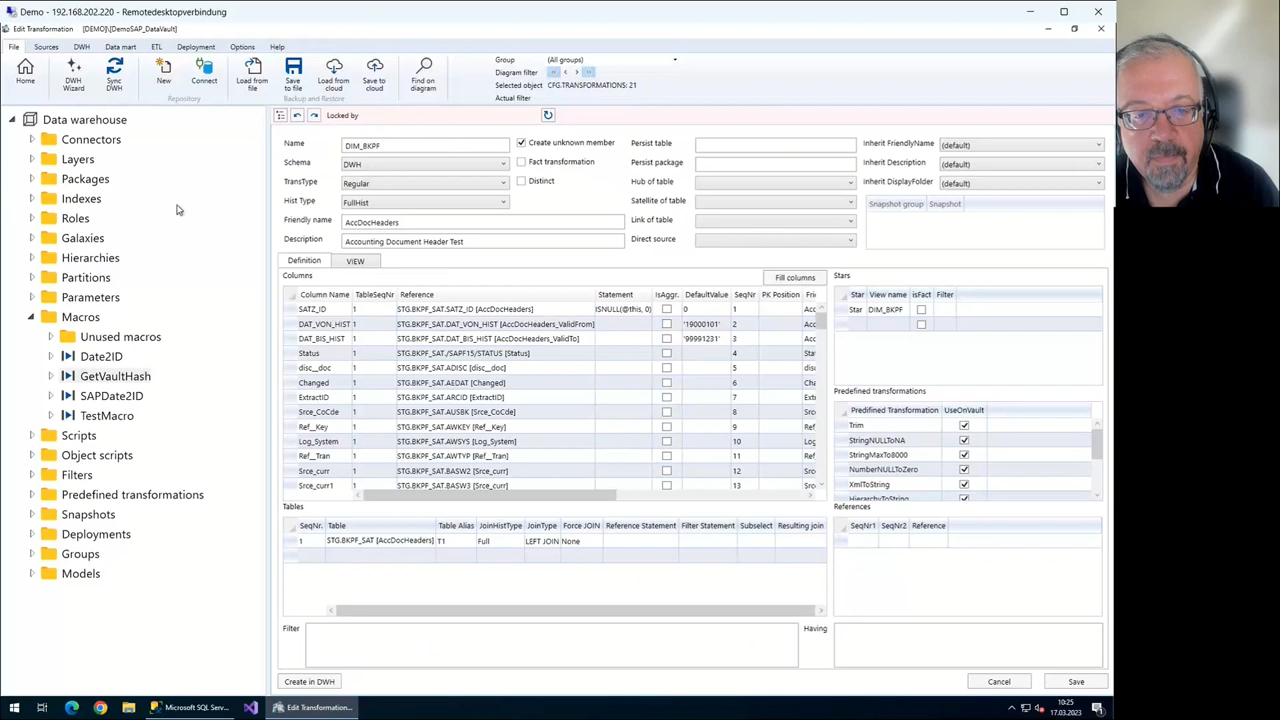 Demo - 192.168.202.220 - Remotedesktopverbindung
Edit Transformation [DEMO]\[DemoSAP_DataVault]
File Sources DWH Data mart ETL Deployment Options Help
Home
DWH Wizard
Sync DWH
New
Connect
Load from file
Save to file
Load from cloud
Save to cloud
Find on diagram
Repository
Backup and Restore
Group (All groups)
Diagram filter
Selected object CFG.TRANSFORMATIONS: 21
Actual filter
Locked by
Data warehouse
Connectors
Layers
Packages
Indexes
Roles
Galaxies
Hierarchies
Partitions
Parameters
Macros
Unused macros
Date2ID
GetVaultHash
SAPDate2ID
TestMacro
Scripts
Object scripts
Filters
Predefined transformations
Snapshots
Deployments
Groups
Models
Name DIM_BKPF
Schema DWH
TransType Regular
Hist Type FullHist
Friendly name AccDocHeaders
Description Accounting Document Header Test
Create unknown member
Fact transformation
Distinct
Persist table
Persist package
Hub of table
Satellite of table
Link of table
Direct source
Inherit FriendlyName (default)
Inherit Description (default)
Inherit DisplayFolder (default)
Snapshot group Snapshot
Definition VIEW
Columns
Fill columns
Column Name TableSeqNr Reference Statement IsAggr. DefaultValue SeqNr PK Position Frie
SATZ_ID 1 STG.BKPF_SAT.SATZ_ID [AccDocHeaders] ISNULL(@this, 0) 0 1
DAT_VON_HIST 1 STG.BKPF_SAT.DAT_VON_HIST [AccDocHeaders_ValidFrom] '19000101' 2
DAT_BIS_HIST 1 STG.BKPF_SAT.DAT_BIS_HIST [AccDocHeaders_ValidTo] '99991231' 3
Status 1 STG.BKPF_SAT./SAPF15/STATUS [Status] 4
disc__doc 1 STG.BKPF_SAT.ADISC [disc__doc] 5
Changed 1 STG.BKPF_SAT.AEDAT [Changed] 6
ExtractID 1 STG.BKPF_SAT.ARCID [ExtractID] 7
Srce_CoCde 1 STG.BKPF_SAT.AUSBK [Srce_CoCde] 8
Ref__Key 1 STG.BKPF_SAT.AWKEY [Ref__Key] 9
Log_System 1 STG.BKPF_SAT.AWSYS [Log_System] 10
Ref__Tran 1 STG.BKPF_SAT.AWTYP [Ref__Tran] 11
Srce_curr 1 STG.BKPF_SAT.BASW2 [Srce_curr] 12
Srce_curr1 1 STG.BKPF_SAT.BASW3 [Srce_curr] 13
Stars
Star View name isFact Filter
Star DIM_BKPF
Predefined transformations
Predefined Transformation UseOnVault
Trim
StringNULLToNA
StringMaxTo8000
NumberNULLToZero
XmlToString
HierarchyToString
Tables
SeqNr. Table Table Alias JoinHistType JoinType Force JOIN Reference Statement Filter Statement Subselect Resulting join
1 STG.BKPF_SAT [AccDocHeaders] T1 Full LEFT JOIN None
References
SeqNr1 SeqNr2 Reference
Filter
Having
Create in DWH
Cancel
Save
Microsoft SQL Serv...
Edit Transformation...
10:25
17.03.2023